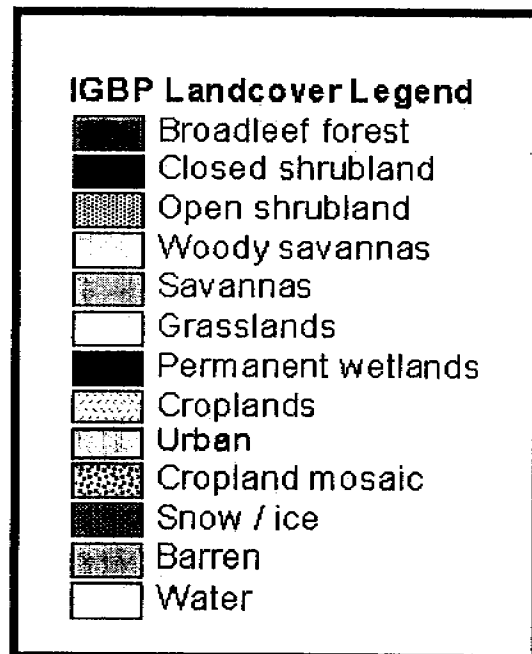 IGBP Landcover Legend
Broadleef forest
Closed shrubland
Open shrubland
Woody savannas
Savannas
Grasslands
Permanent wetlands
Croplands
Urban
Cropland mosaic
Snow / ice
Barren
Water